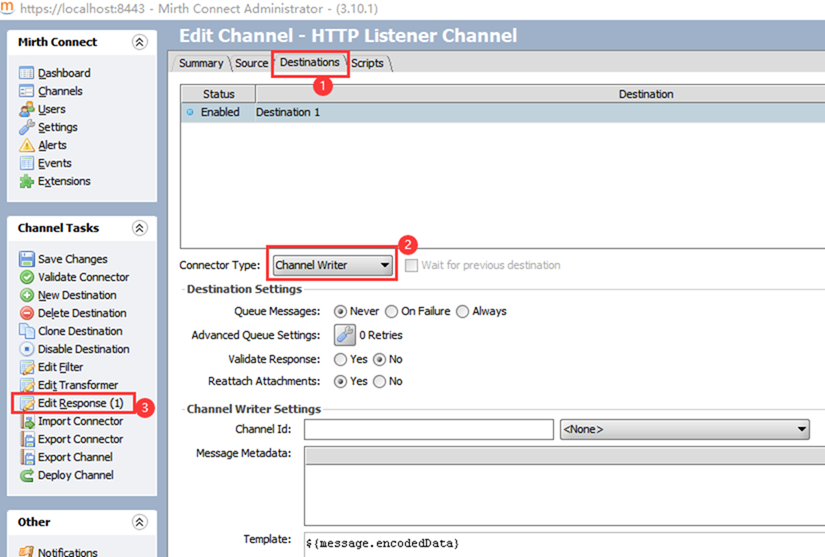 https://localhost:8443 - Mirth Connect Administrator - (3.10.1)
Mirth Connect
Dashboard
Channels
Users
Settings
Alerts
Events
Extensions
Channel Tasks
Save Changes
Validate Connector
New Destination
Delete Destination
Clone Destination
Disable Destination
Edit Filter
Edit Transformer
Edit Response (1)
3
Import Connector
Export Connector
Export Channel
Deploy Channel
Other
Notifications
Edit Channel - HTTP Listener Channel
Summary Source Destinations Scripts
1
Status Destination
Enabled Destination 1
2
Connector Type: Channel Writer Wait for previous destination
Destination Settings
Queue Messages: Never On Failure Always
Advanced Queue Settings: 0 Retries
Validate Response: Yes No
Reattach Attachments: Yes No
Channel Writer Settings
Channel Id: <None>
Message Metadata:
Template: ${message.encodedData}